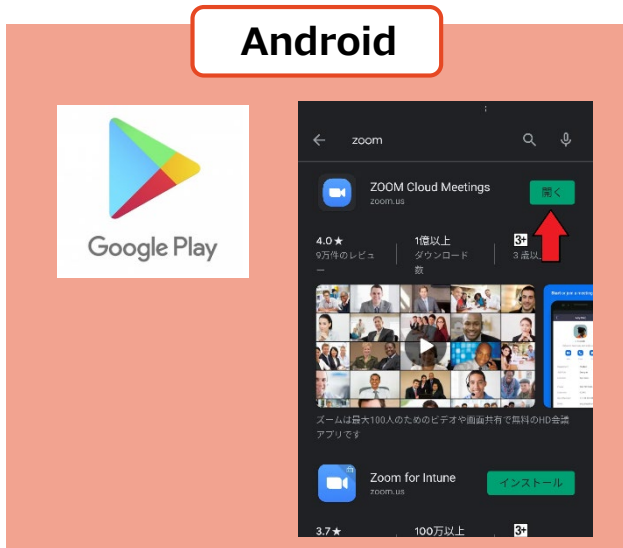 Android
Google Play
zoom
ZOOM Cloud Meetings
zoom.us
開く
4.0★
9万件のレビュ
ー
1億以上
ダウンロード
数
3+
3 歳以
ズームは最大100人のためのビデオや画面共有で無料のHD会議
アプリです
Zoom for Intune
zoom.us
インストール
3.7★
100万以上
3+